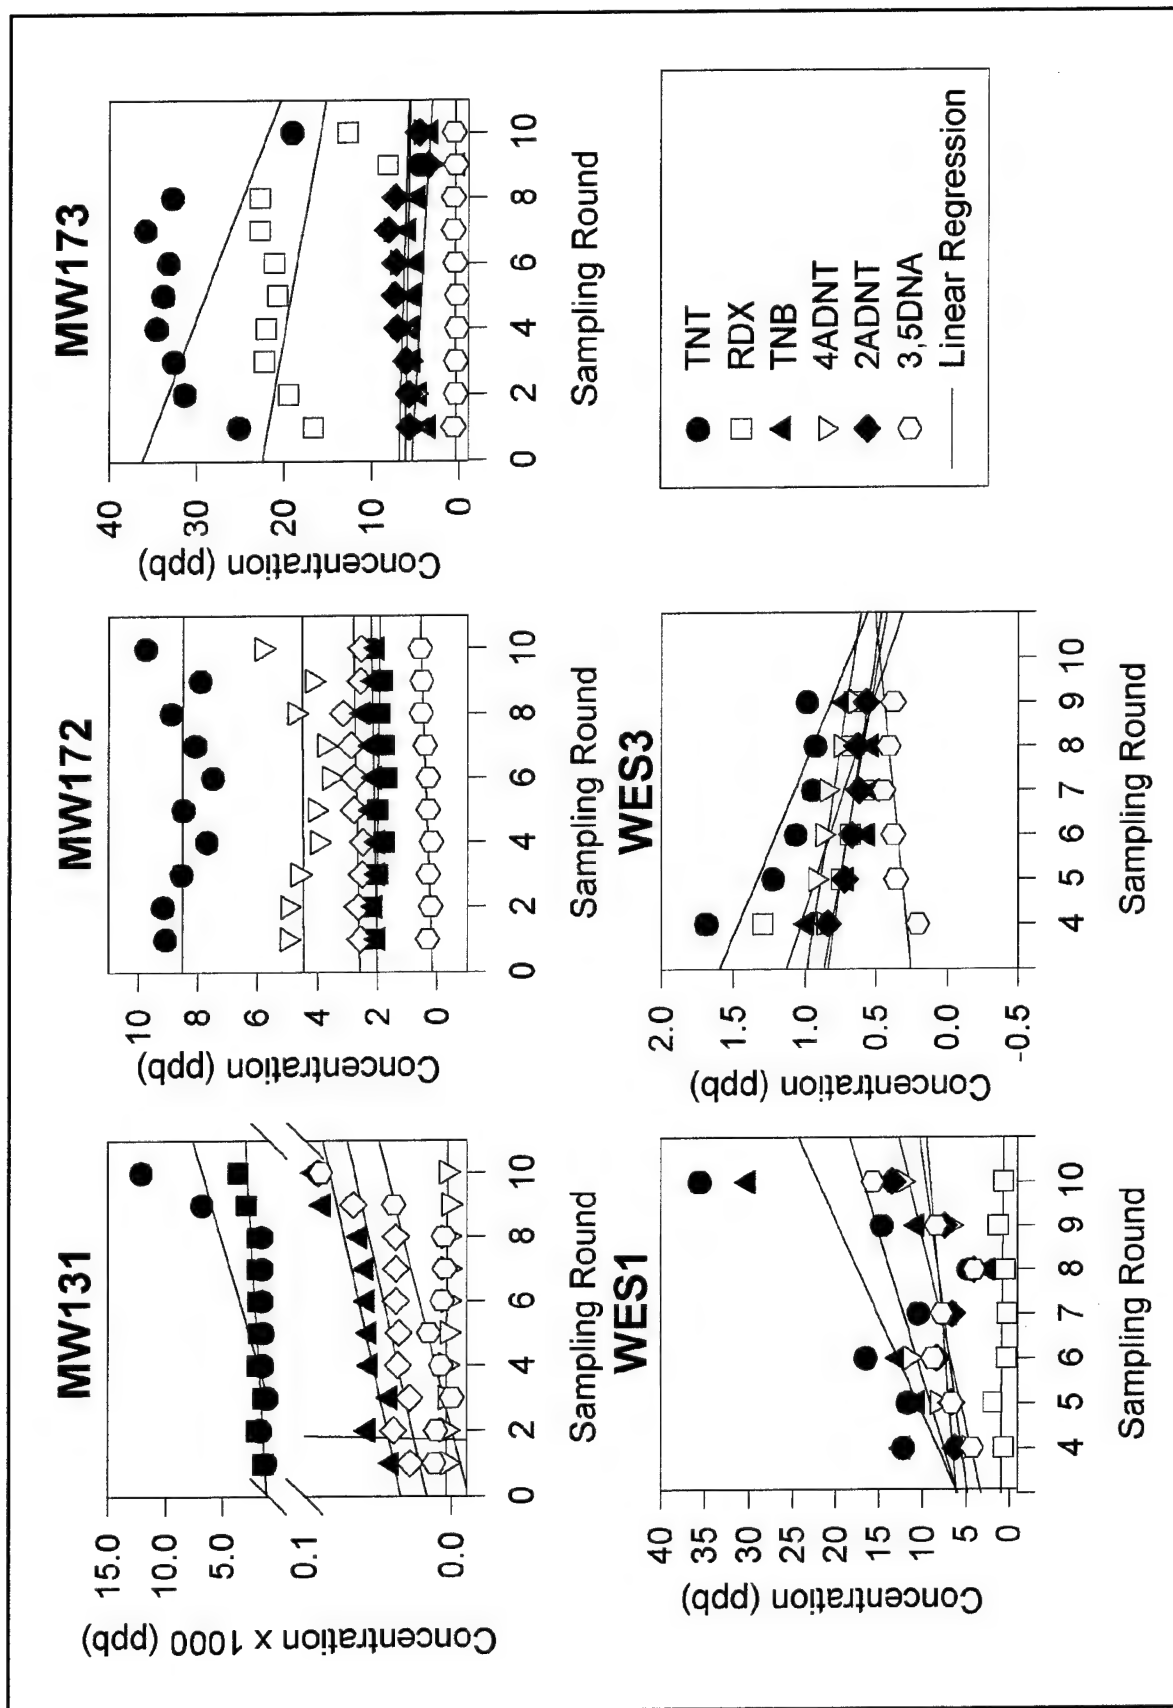 MW131
15.0
10.0
5.0
0.1
0.0
Concentration x 1000 (ppb)
0 2 4 6 8 10
Sampling Round
MW172
10
8
6
4
2
0
Concentration (ppb)
0 2 4 6 8 10
Sampling Round
MW173
40
30
20
10
0
Concentration (ppb)
0 2 4 6 8 10
Sampling Round
WES1
40
35
30
25
20
15
10
5
0
Concentration (ppb)
4 5 6 7 8 9 10
Sampling Round
WES3
2.0
1.5
1.0
0.5
0.0
-0.5
Concentration (ppb)
4 5 6 7 8 9 10
Sampling Round
TNT
RDX
TNB
4ADNT
2ADNT
3,5DNA
Linear Regression